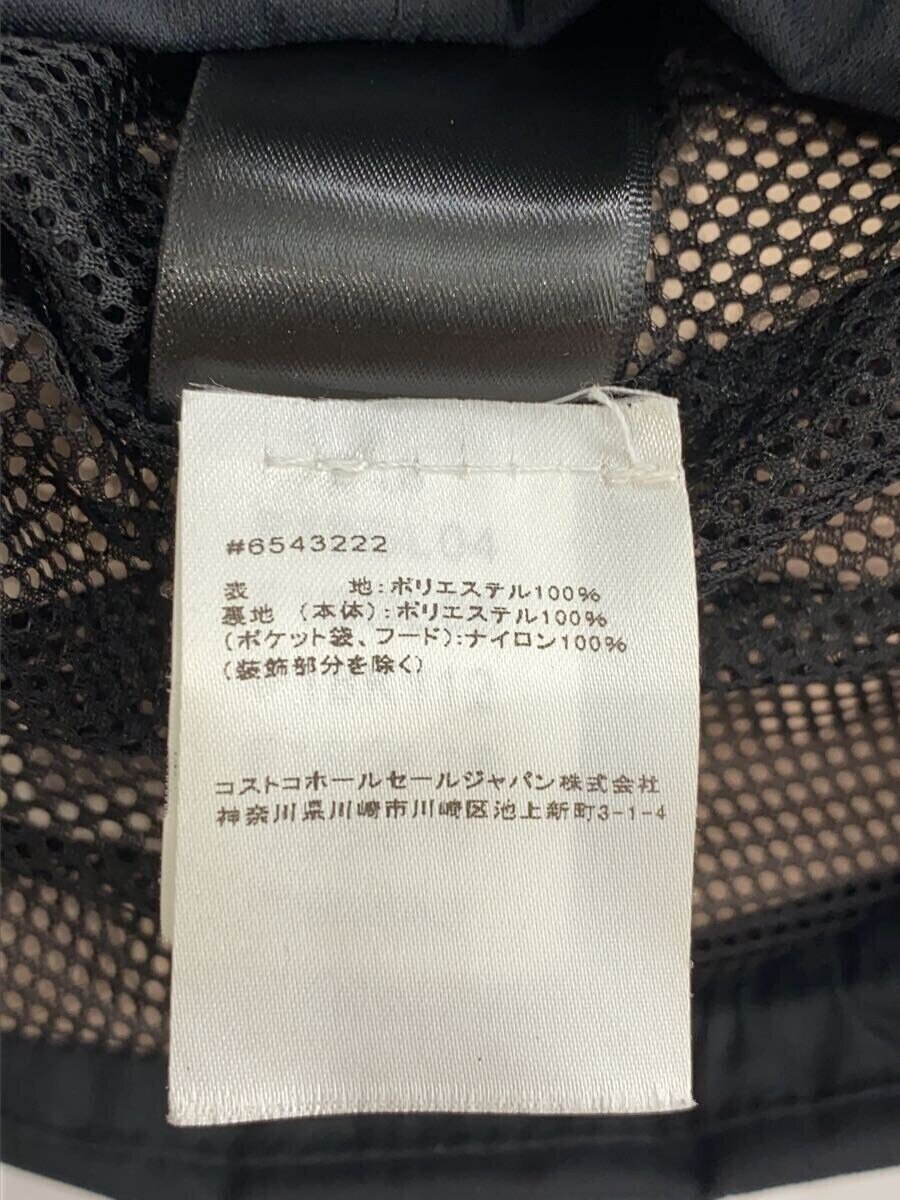 #6543222
表 地:ポリエステル100%
裏地 (本体):ポリエステル100%
(ポケット袋、フード):ナイロン100%
(装飾部分を除く)
コストコホールセールジャパン株式会社
神奈川県川崎市川崎区池上新町3-1-4